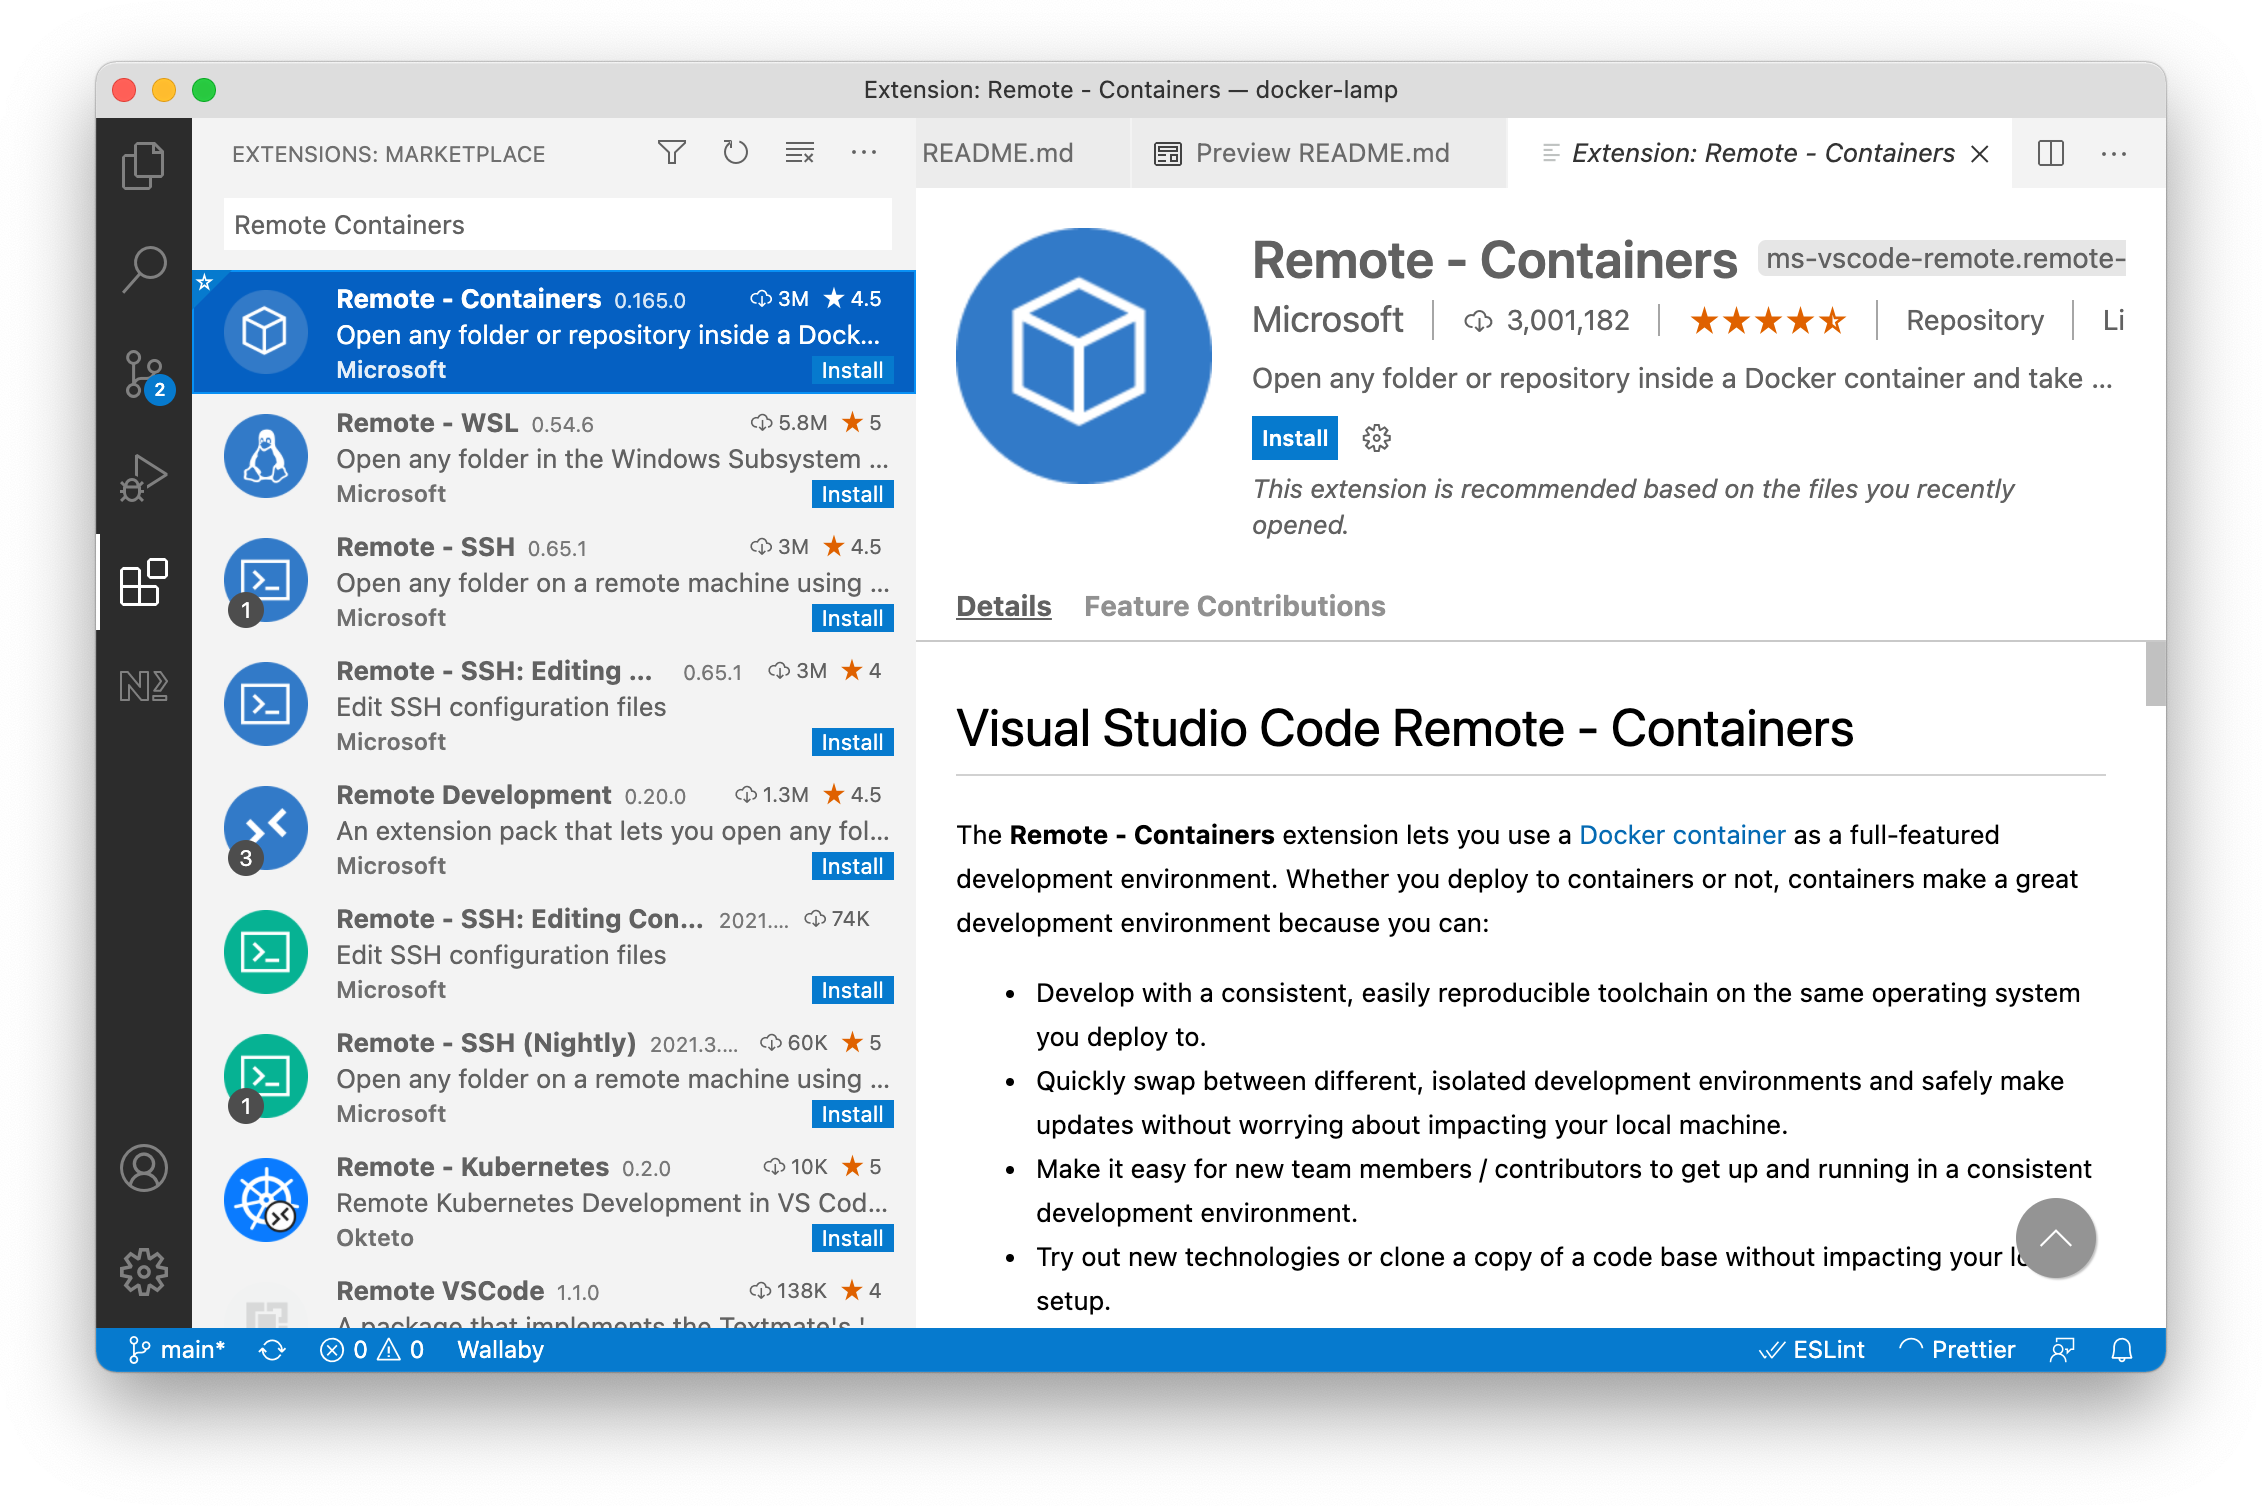 Extension: Remote - Containers — docker-lamp
EXTENSIONS: MARKETPLACE
Remote Containers
Remote - Containers 0.165.0 3M 4.5
Open any folder or repository inside a Dock...
Microsoft Install
Remote - WSL 0.54.6 5.8M 5
Open any folder in the Windows Subsystem ...
Microsoft Install
Remote - SSH 0.65.1 3M 4.5
Open any folder on a remote machine using ...
1
Microsoft Install
Remote - SSH: Editing ... 0.65.1 3M 4
Edit SSH configuration files
Microsoft Install
Remote Development 0.20.0 1.3M 4.5
An extension pack that lets you open any fol...
3
Microsoft Install
Remote - SSH: Editing Con... 2021.... 74K
Edit SSH configuration files
Microsoft Install
Remote - SSH (Nightly) 2021.3.... 60K 5
Open any folder on a remote machine using ...
1
Microsoft Install
Remote - Kubernetes 0.2.0 10K 5
Remote Kubernetes Development in VS Cod...
Okteto Install
Remote VSCode 1.1.0 138K 4
A package that implements the Textmate's '
2
README.md
Preview README.md
Extension: Remote - Containers
Remote - Containers ms-vscode-remote.remote-
Microsoft 3,001,182 Repository Li
Open any folder or repository inside a Docker container and take ...
Install
This extension is recommended based on the files you recently
opened.
Details Feature Contributions
Visual Studio Code Remote - Containers
The Remote - Containers extension lets you use a Docker container as a full-featured
development environment. Whether you deploy to containers or not, containers make a great
development environment because you can:
• Develop with a consistent, easily reproducible toolchain on the same operating system
you deploy to.
• Quickly swap between different, isolated development environments and safely make
updates without worrying about impacting your local machine.
• Make it easy for new team members / contributors to get up and running in a consistent
development environment.
• Try out new technologies or clone a copy of a code base without impacting your
setup.
main* 0 0 Wallaby
ESLint Prettier